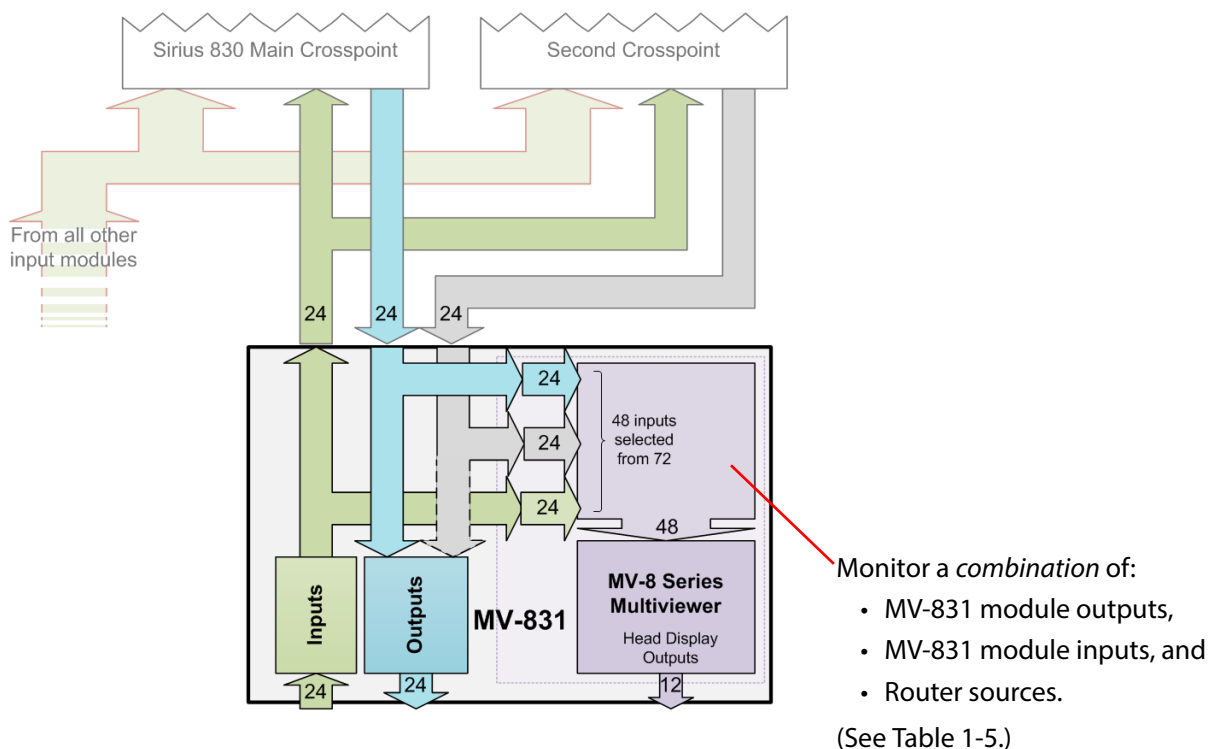 Sirius 830 Main Crosspoint
Second Crosspoint
From all other
input modules
24
24
24
24
24
24
48 inputs
selected
from 72
48
Inputs
Outputs
MV-831
MV-8 Series
Multiviewer
Head Display
Outputs
24
24
12
Monitor a combination of:
• MV-831 module outputs,
• MV-831 module inputs, and
• Router sources.
(See Table 1-5.)